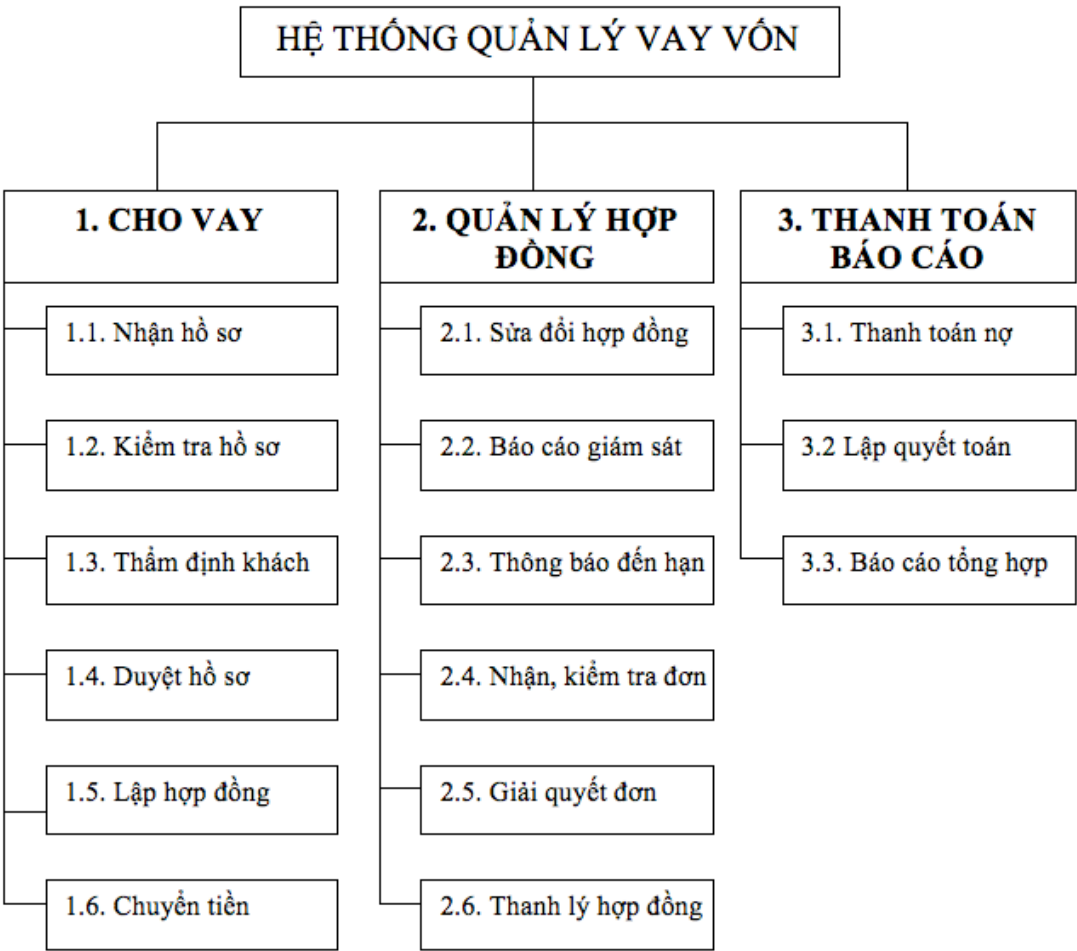 HỆ THỐNG QUẢN LÝ VAY VỐN
1. CHO VAY
1.1. Nhận hồ sơ
1.2. Kiểm tra hồ sơ
1.3. Thẩm định khách
1.4. Duyệt hồ sơ
1.5. Lập hợp đồng
1.6. Chuyển tiền
2. QUẢN LÝ HỢP
ĐỒNG
2.1. Sửa đổi hợp đồng
2.2. Báo cáo giám sát
2.3. Thông báo đến hạn
2.4. Nhận, kiểm tra đơn
2.5. Giải quyết đơn
2.6. Thanh lý hợp đồng
3. THANH TOÁN
BÁO CÁO
3.1. Thanh toán nợ
3.2 Lập quyết toán
3.3. Báo cáo tổng hợp